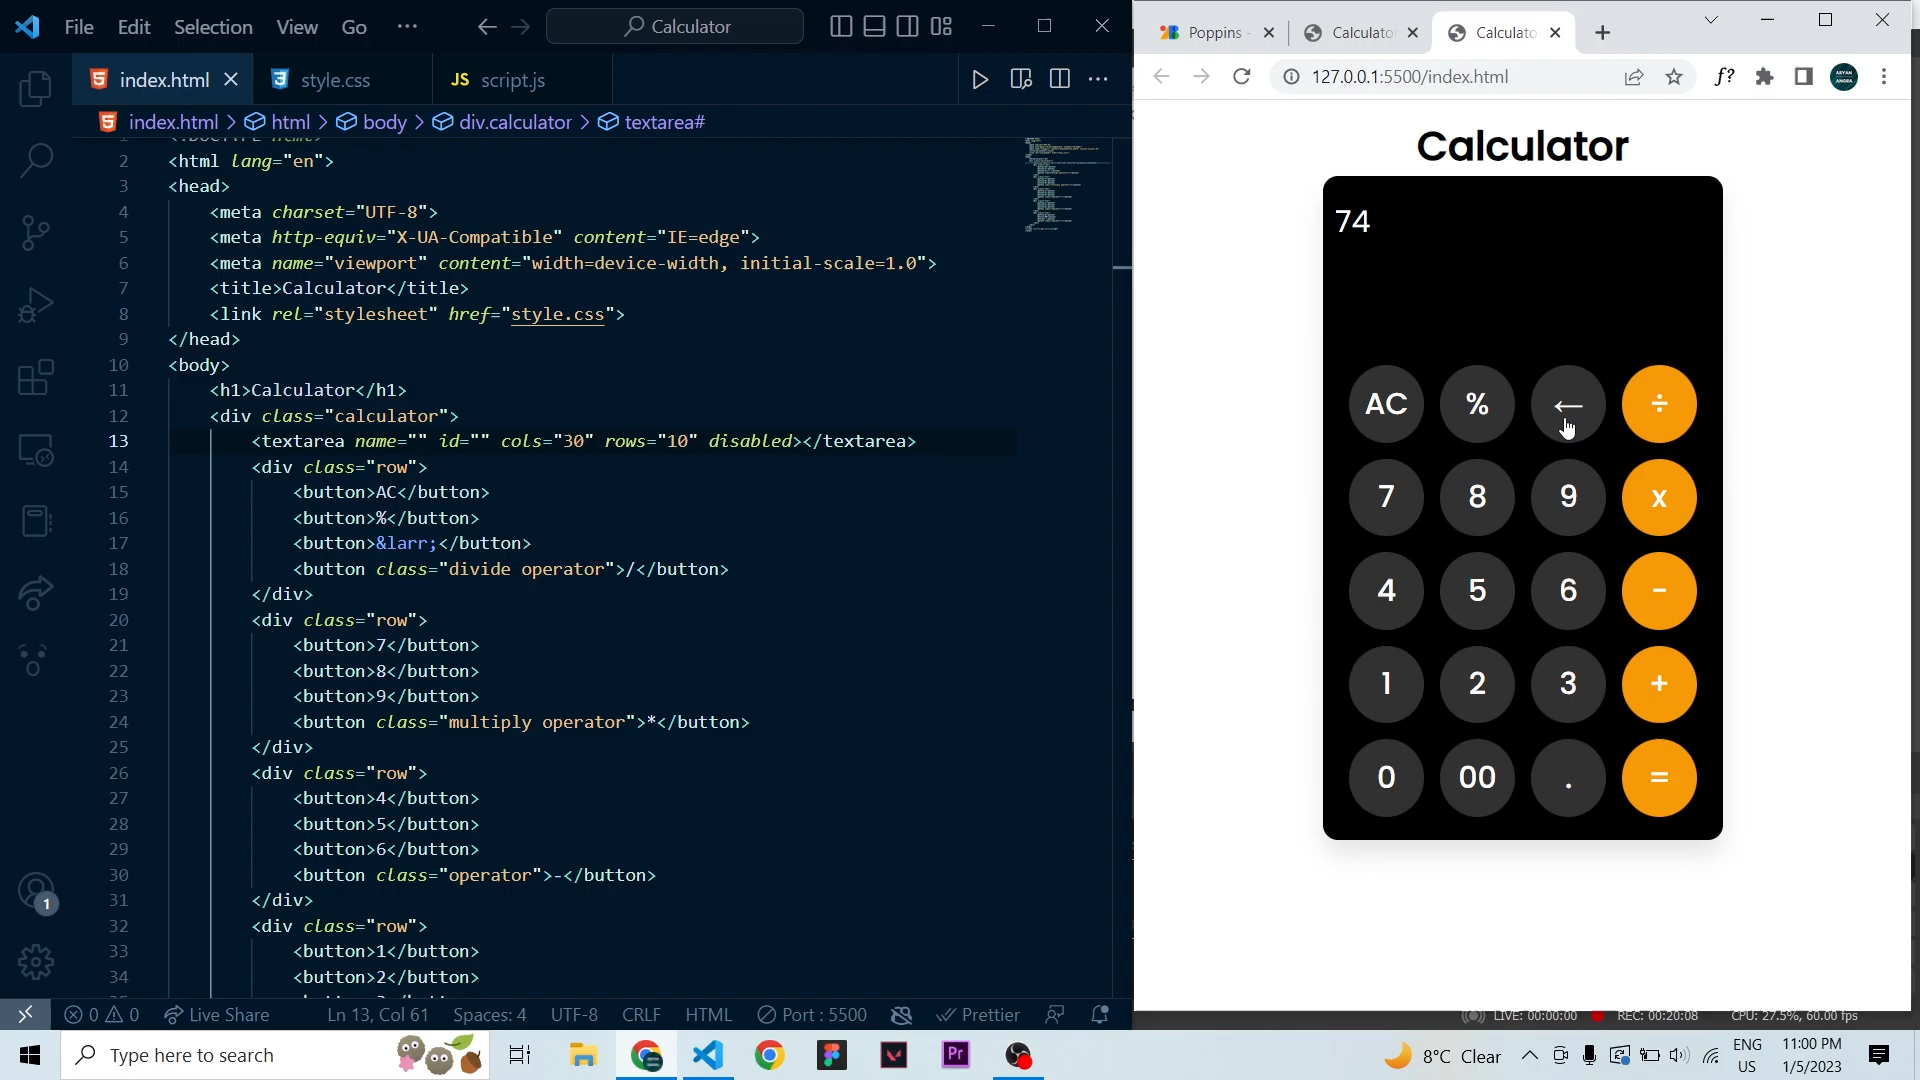 File Edit Selection View Go ··· Calculator
index.html style.css JS script.js
index.html > html > body > div.calculator > textarea#
2 <html lang="en">
3 <head>
4 <meta charset="UTF-8">
5 <meta http-equiv="X-UA-Compatible" content="IE=edge">
6 <meta name="viewport" content="width=device-width, initial-scale=1.0">
7 <title>Calculator</title>
8 <link rel="stylesheet" href="style.css">
9 </head>
10 <body>
11 <h1>Calculator</h1>
12 <div class="calculator">
13 <textarea name="" id="" cols="30" rows="10" disabled></textarea>
14 <div class="row">
15 <button>AC</button>
16 <button>%</button>
17 <button>&larr;</button>
18 <button class="divide operator">/</button>
19 </div>
20 <div class="row">
21 <button>7</button>
22 <button>8</button>
23 <button>9</button>
24 <button class="multiply operator">*</button>
25 </div>
26 <div class="row">
27 <button>4</button>
28 <button>5</button>
29 <button>6</button>
30 <button class="operator">-</button>
31 </div>
32 <div class="row">
33 <button>1</button>
34 <button>2</button>
0 0 Live Share Ln 13, Col 61 Spaces: 4 UTF-8 CRLF HTML Port : 5500 Prettier
1
Poppins - Calculato Calculato
127.0.0.1:5500/index.html f?
Calculator
74
AC % ← ÷
7 8 9 x
4 5 6 -
1 2 3 +
0 00 . =
LIVE: 00:00:00 REC: 00:20:08 CPU: 27.5%, 60.00 fps
Type here to search Pr 8°C Clear ENG US 11:00 PM 1/5/2023